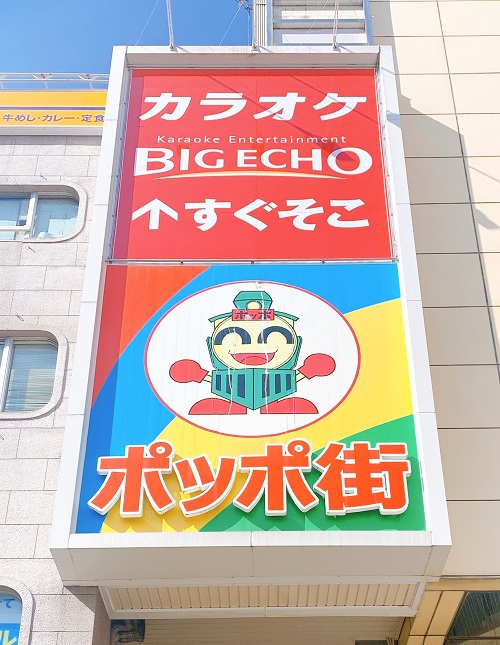 カラオケ
Karaoke Entertainment
BIG ECHO
↑すぐそこ
牛めし・カレー・定食
ポッポ
ポッポ街